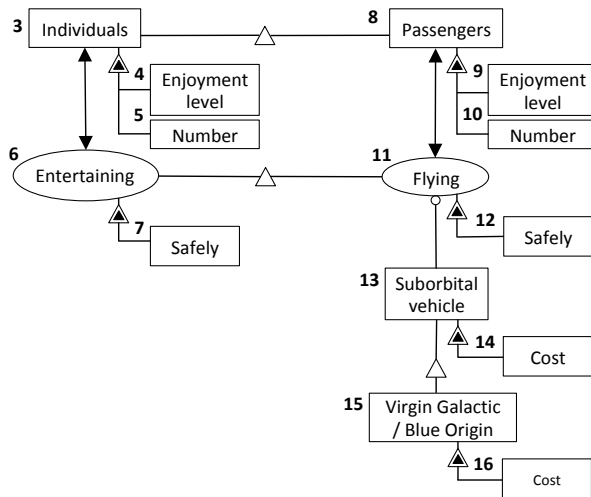 3 Individuals
8 Passengers
4 Enjoyment
level
5 Number
9 Enjoyment
level
10 Number
6 Entertaining
11 Flying
7 Safely
12 Safely
13 Suborbital
vehicle
14 Cost
15 Virgin Galactic
/ Blue Origin
16 Cost